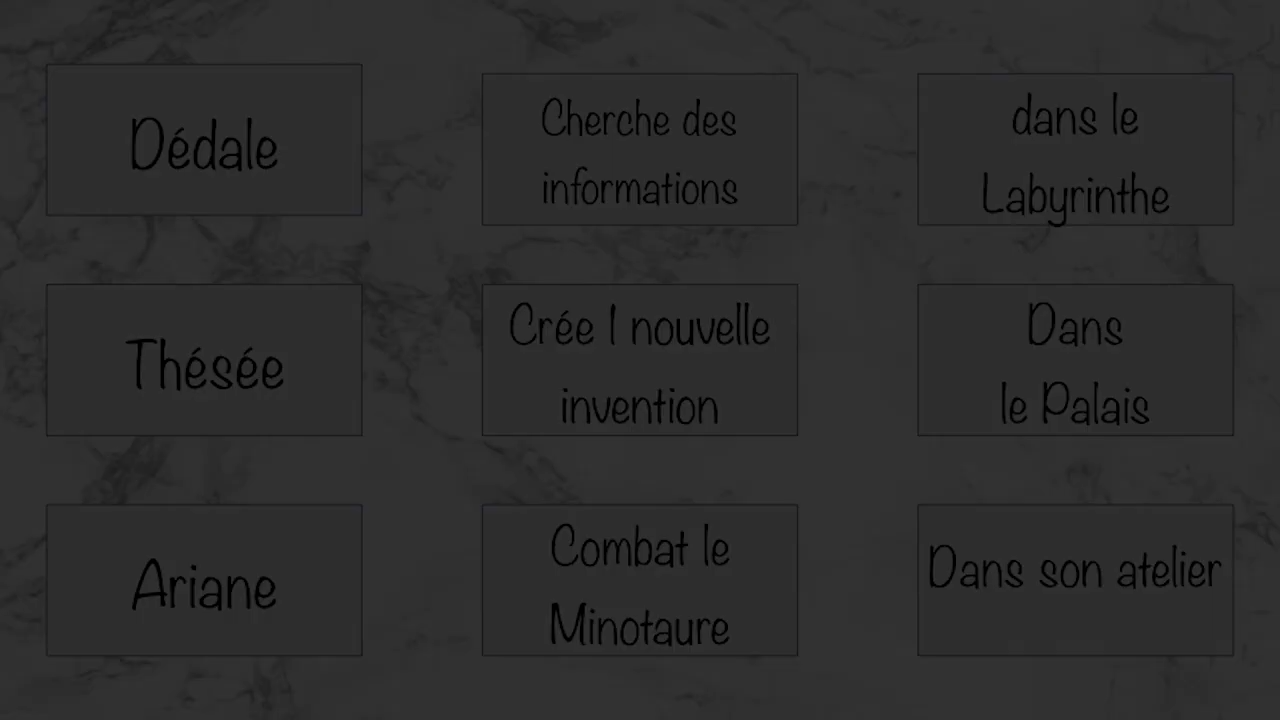 Dédale
Cherche des
informations
dans le
Labyrinthe
Thésée
Crée 1 nouvelle
invention
Dans
le Palais
Ariane
Combat le
Minotaure
Dans son atelier